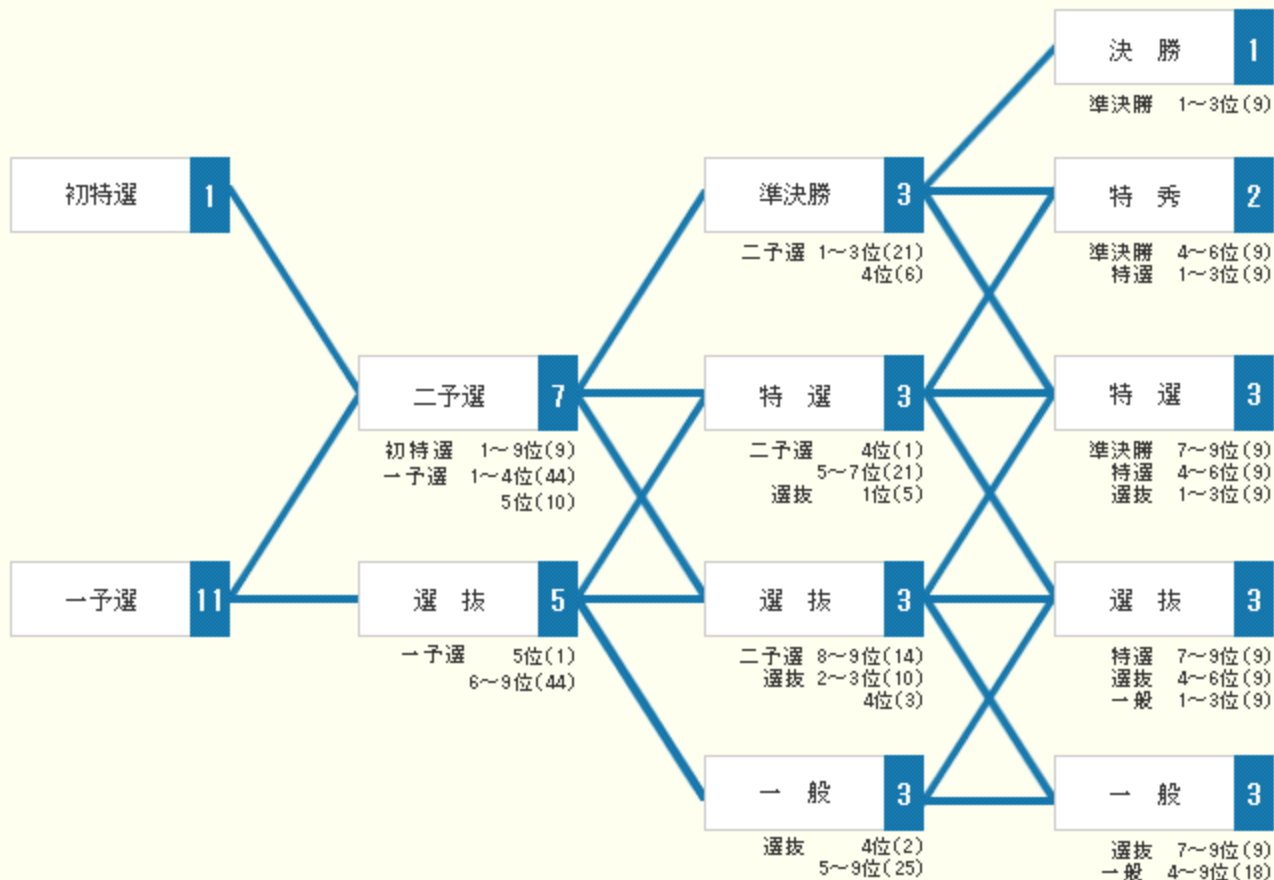 初特選 1
一予選 11
二予選 7
初特選 1～9位(9)
一予選 1～4位(44)
5位(10)
選 抜 5
一予選 5位(1)
6～9位(44)
準決勝 3
二予選 1～3位(21)
4位(6)
特 選 3
二予選 4位(1)
5～7位(21)
選抜 1位(5)
選 抜 3
二予選 8～9位(14)
選抜 2～3位(10)
4位(3)
一 般 3
選抜 4位(2)
5～9位(25)
決 勝 1
準決勝 1～3位(9)
特 秀 2
準決勝 4～6位(9)
特選 1～3位(9)
特 選 3
準決勝 7～9位(9)
特選 4～6位(9)
選抜 1～3位(9)
選 抜 3
特選 7～9位(9)
選抜 4～6位(9)
一般 1～3位(9)
一 般 3
選抜 7～9位(9)
一般 4～9位(18)